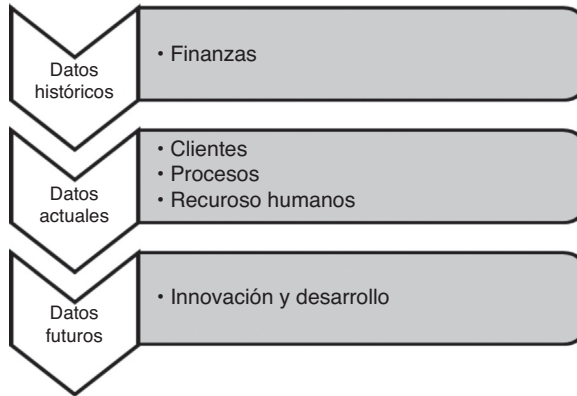 Datos
históricos
• Finanzas
Datos
actuales
• Clientes
• Procesos
• Recuroso humanos
Datos
futuros
• Innovación y desarrollo